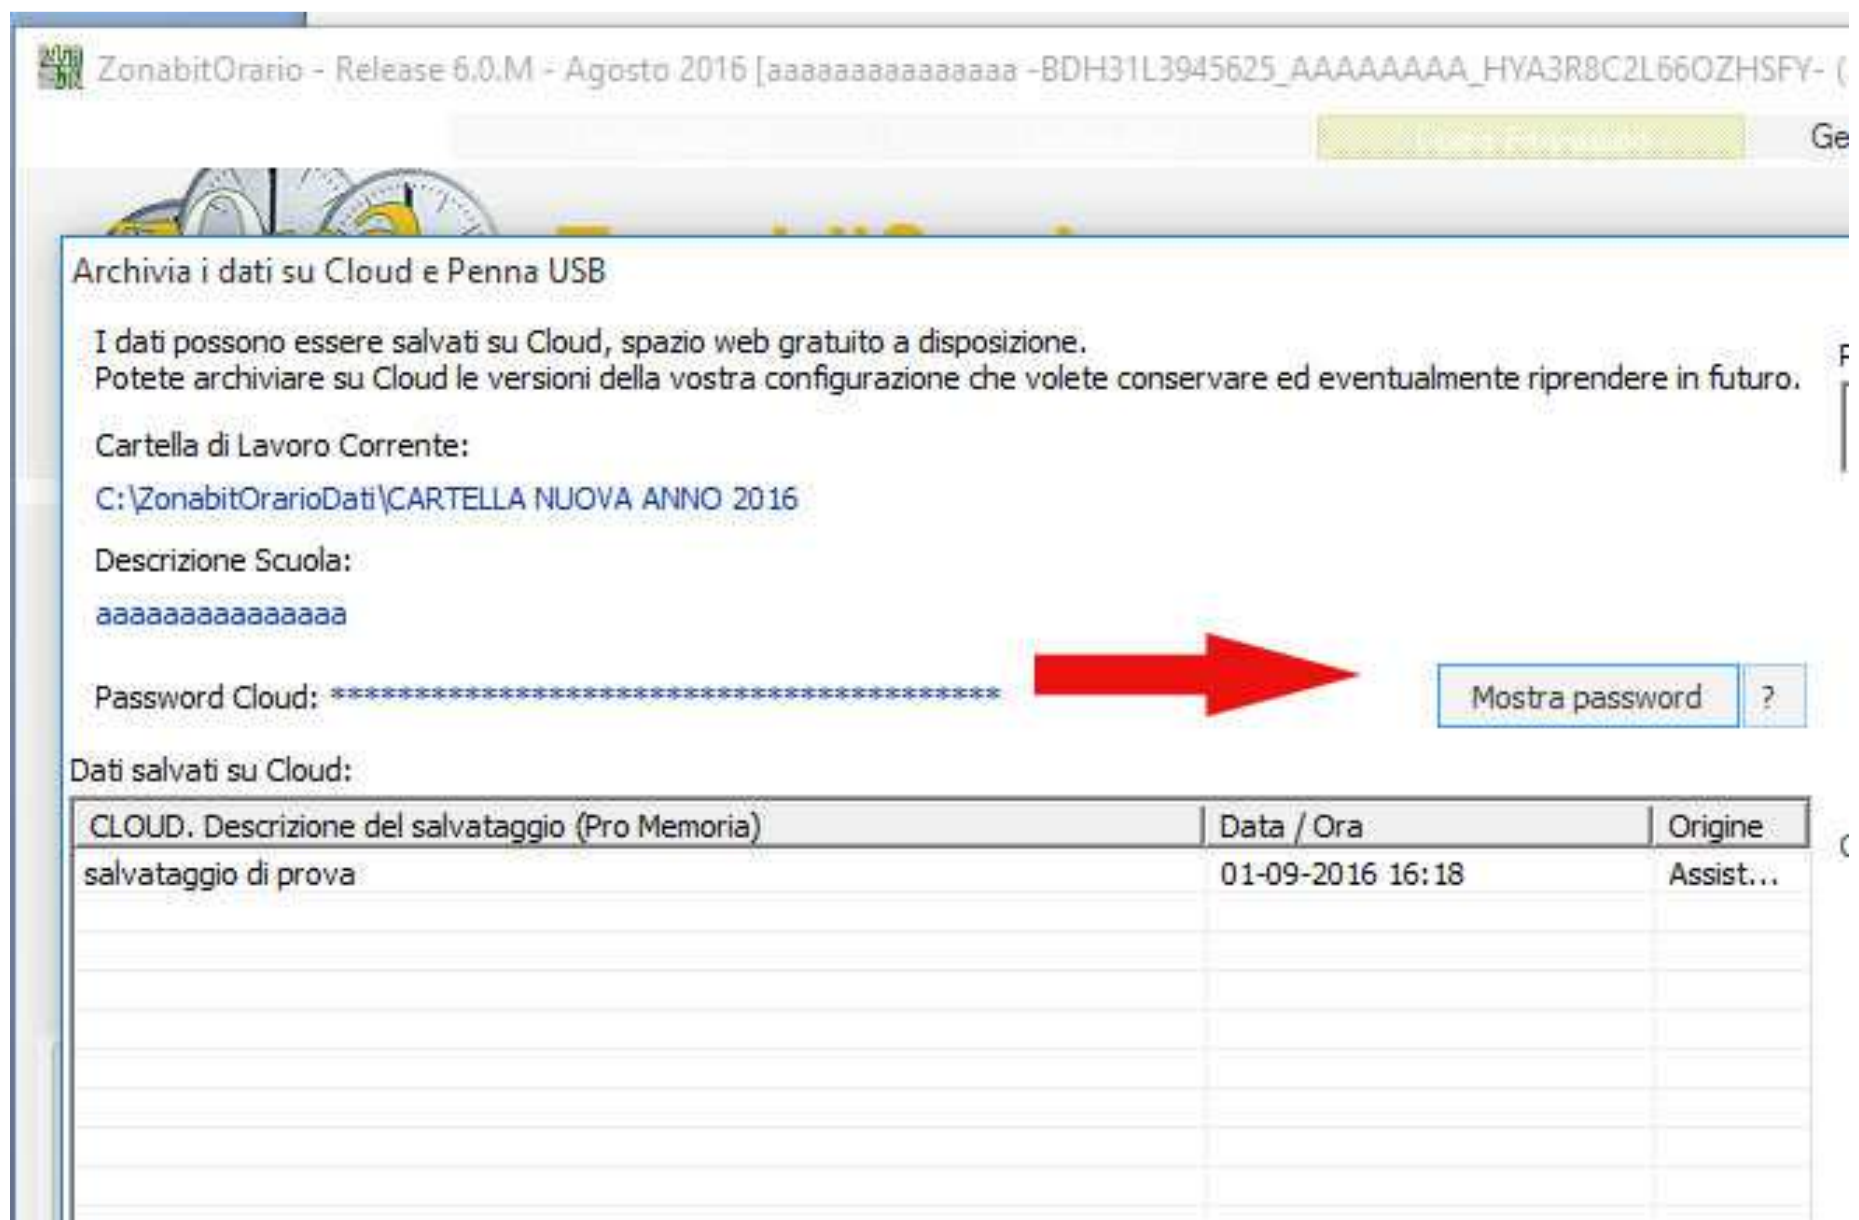 ZonabitOrario - Release 6.0.M - Agosto 2016 [aaaaaaaaaaaaaaa -BDH31L3945625_AAAAAAAA_HYA3R8C2L66OZHSFY- (
Ge
Archivia i dati su Cloud e Penna USB
I dati possono essere salvati su Cloud, spazio web gratuito a disposizione.
Potete archiviare su Cloud le versioni della vostra configurazione che volete conservare ed eventualmente riprendere in futuro.
Cartella di Lavoro Corrente:
C:\ZonabitOrarioDati\CARTELLA NUOVA ANNO 2016
Descrizione Scuola:
aaaaaaaaaaaaaaa
Password Cloud: ****************************************
Mostra password ?
Dati salvati su Cloud:
CLOUD. Descrizione del salvataggio (Pro Memoria) Data / Ora Origine
salvataggio di prova 01-09-2016 16:18 Assist...